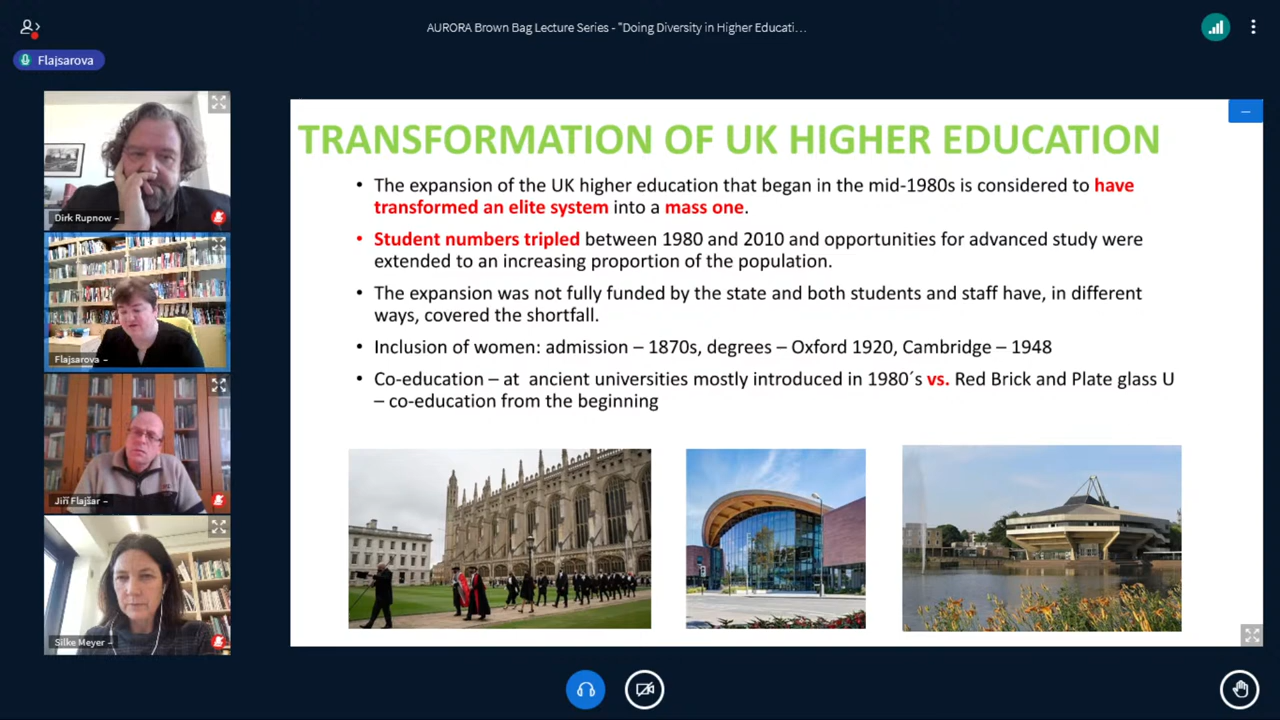 AURORA Brown Bag Lecture Series - "Doing Diversity in Higher Educati…
Flajsarova
Dirk Rupnow –
Flajsarova –
Jiří Flajšar –
Silke Meyer –
TRANSFORMATION OF UK HIGHER EDUCATION
• The expansion of the UK higher education that began in the mid-1980s is considered to have
transformed an elite system into a mass one.
• Student numbers tripled between 1980 and 2010 and opportunities for advanced study were
extended to an increasing proportion of the population.
• The expansion was not fully funded by the state and both students and staff have, in different
ways, covered the shortfall.
• Inclusion of women: admission – 1870s, degrees – Oxford 1920, Cambridge – 1948
• Co-education – at ancient universities mostly introduced in 1980´s vs. Red Brick and Plate glass U
– co-education from the beginning